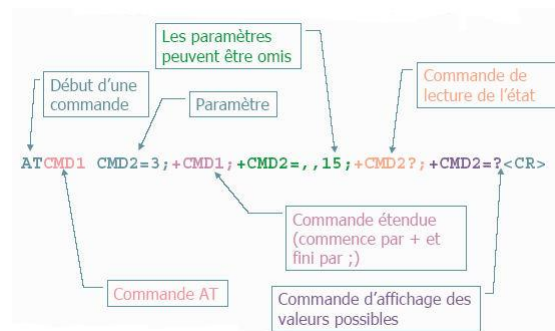 Les paramètres
peuvent être omis
Début d'une
commande
Paramètre
Commande de
lecture de l'état
ATCMD1 CMD2=3;+CMD1;+CMD2=,,15;+CMD2?;+CMD2=?<CR>
Commande étendue
(commence par + et
fini par ;)
Commande AT
Commande d'affichage des
valeurs possibles